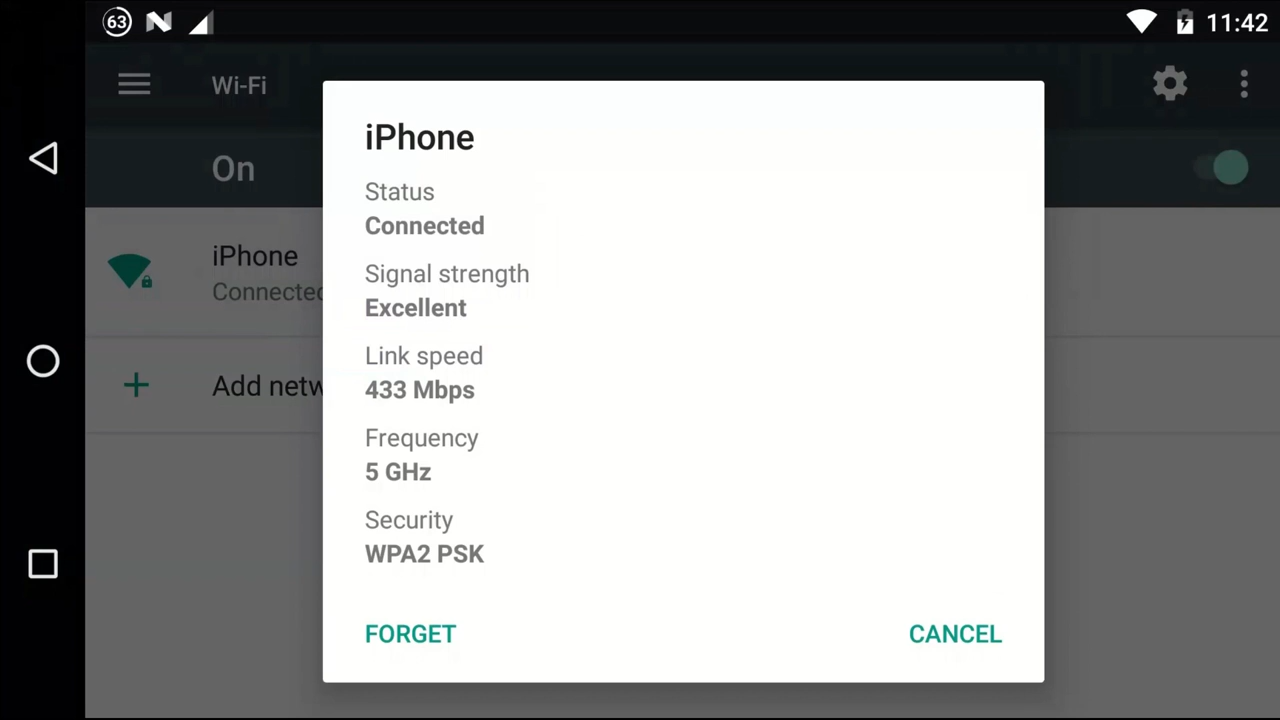 63
11:42
Wi-Fi
On
iPhone
Connected
Add netw
iPhone
Status
Connected
Signal strength
Excellent
Link speed
433 Mbps
Frequency
5 GHz
Security
WPA2 PSK
FORGET
CANCEL